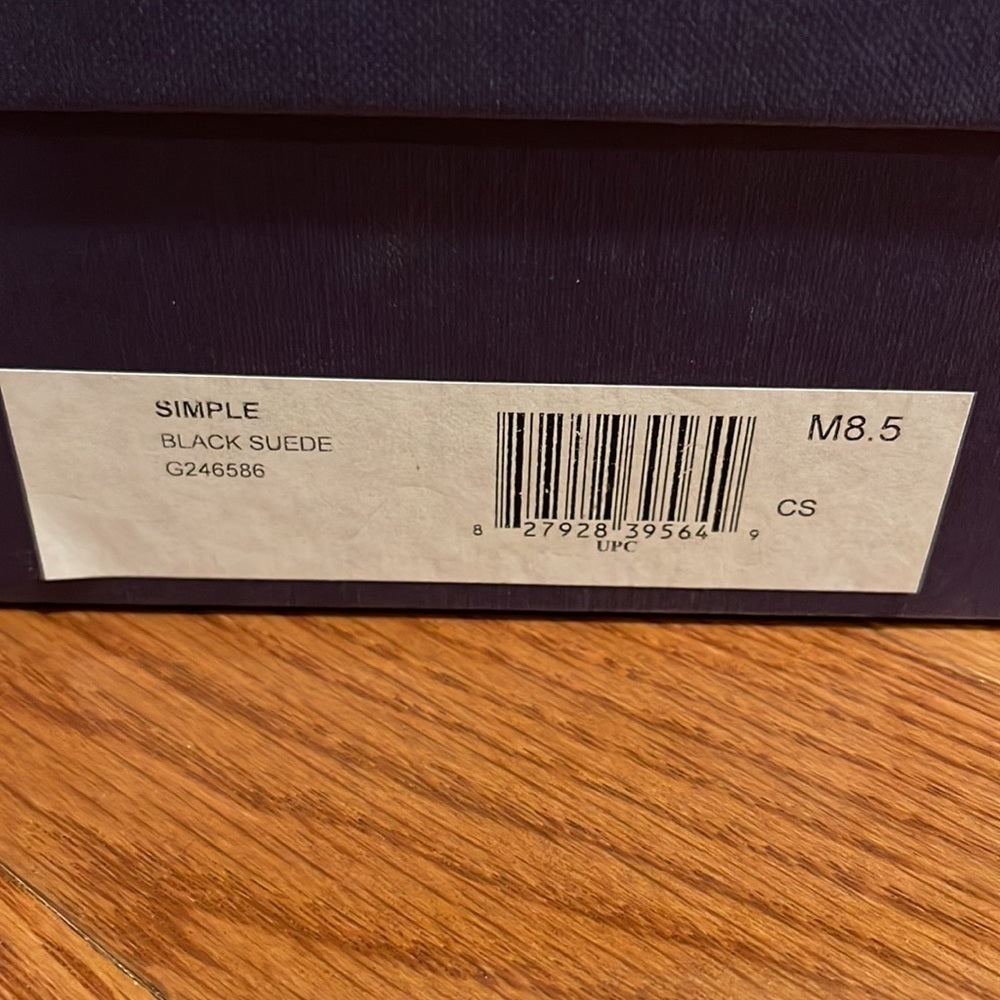 SIMPLE
BLACK SUEDE
G246586
8 27928 39564 9
UPC
M8.5
CS